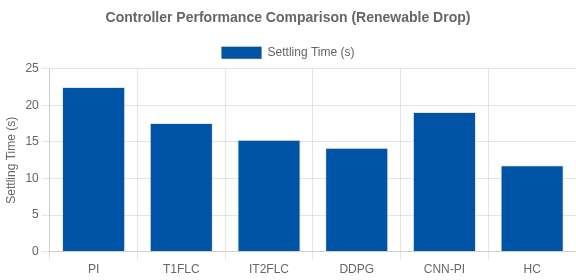 Controller Performance Comparison (Renewable Drop)
Settling Time (s)
25
20
15
10
5
0
Settling Time (s)
PI T1FLC IT2FLC DDPG CNN-PI HC